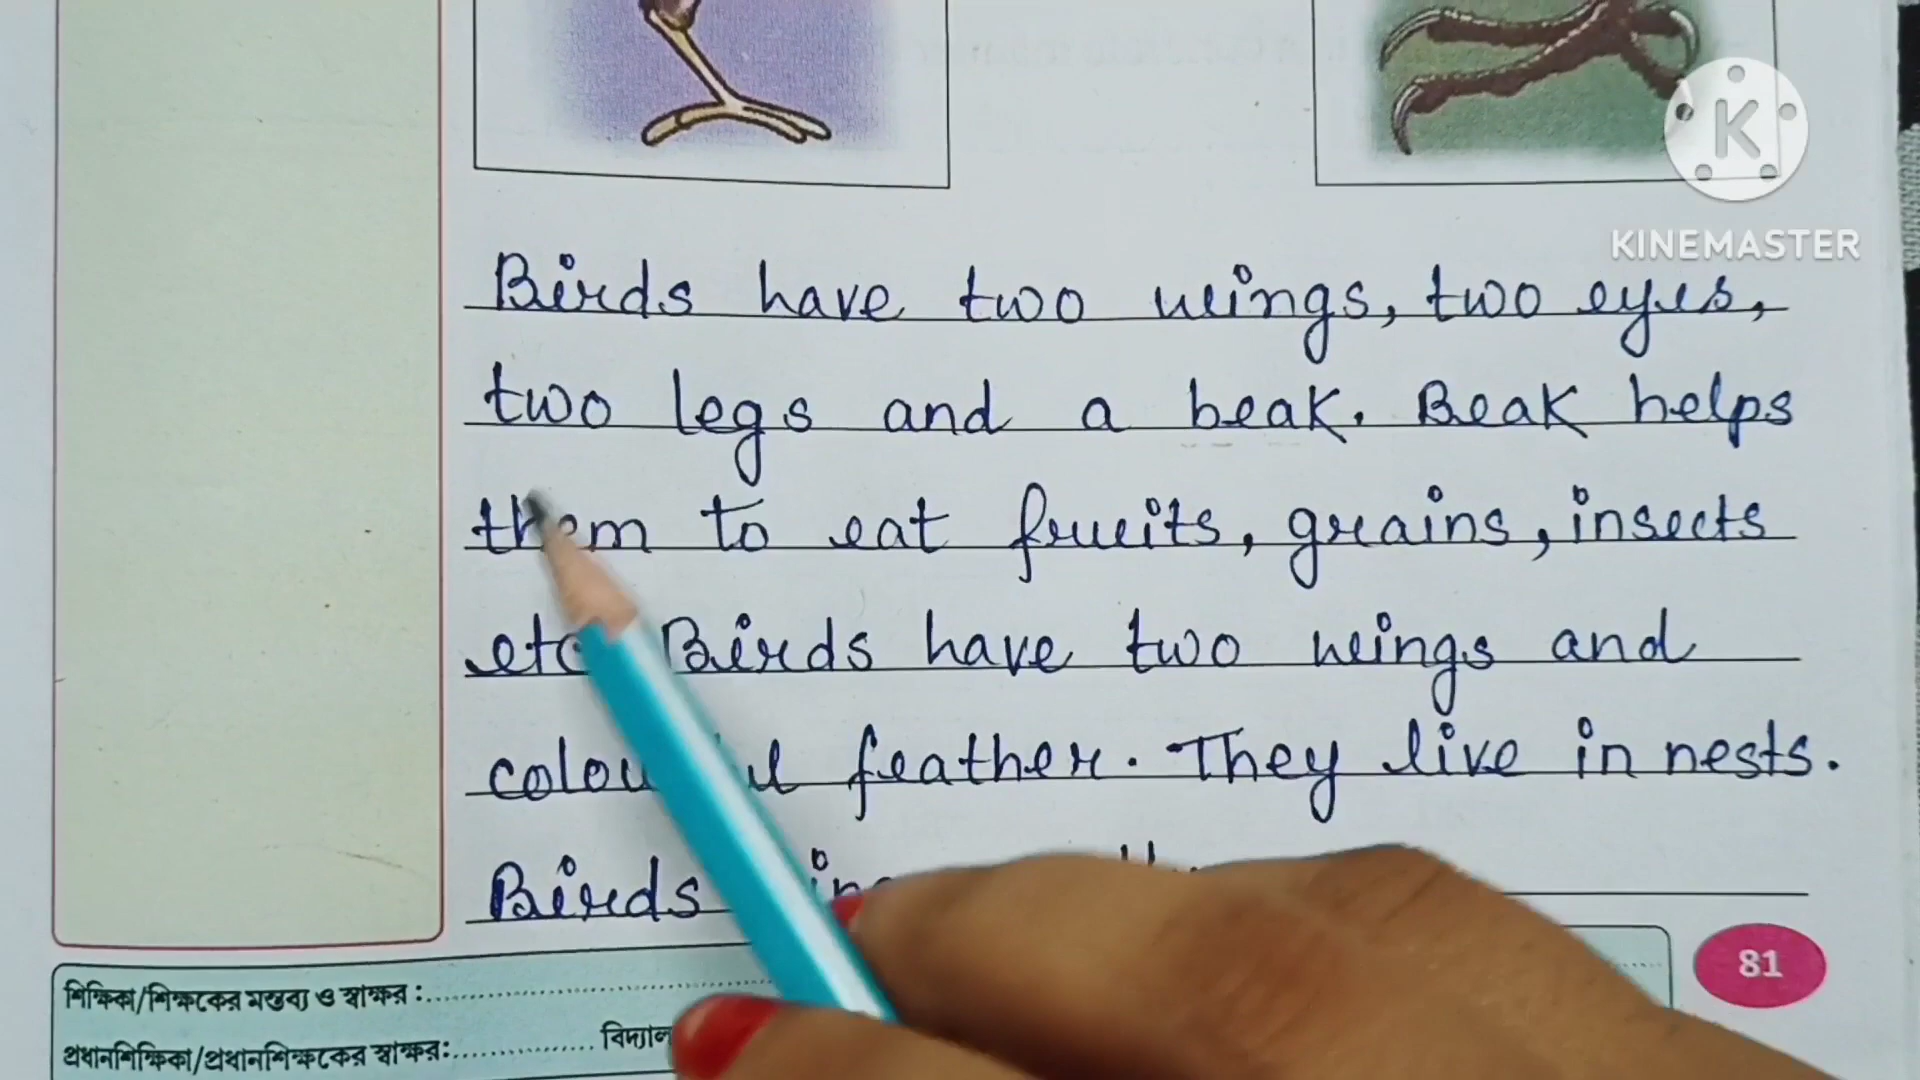 K
KINEMASTER
Birds have two wings, two eyes,
two legs and a beak. Beak helps
them to eat fruits, grains, insects
etc Birds have two wings and
feather. They live in nests.
Birds
81
শিক্ষিকা/শিক্ষকের মন্তব্য ও স্বাক্ষর :
প্রধানশিক্ষিকা/প্রধানশিক্ষকের স্বাক্ষর: